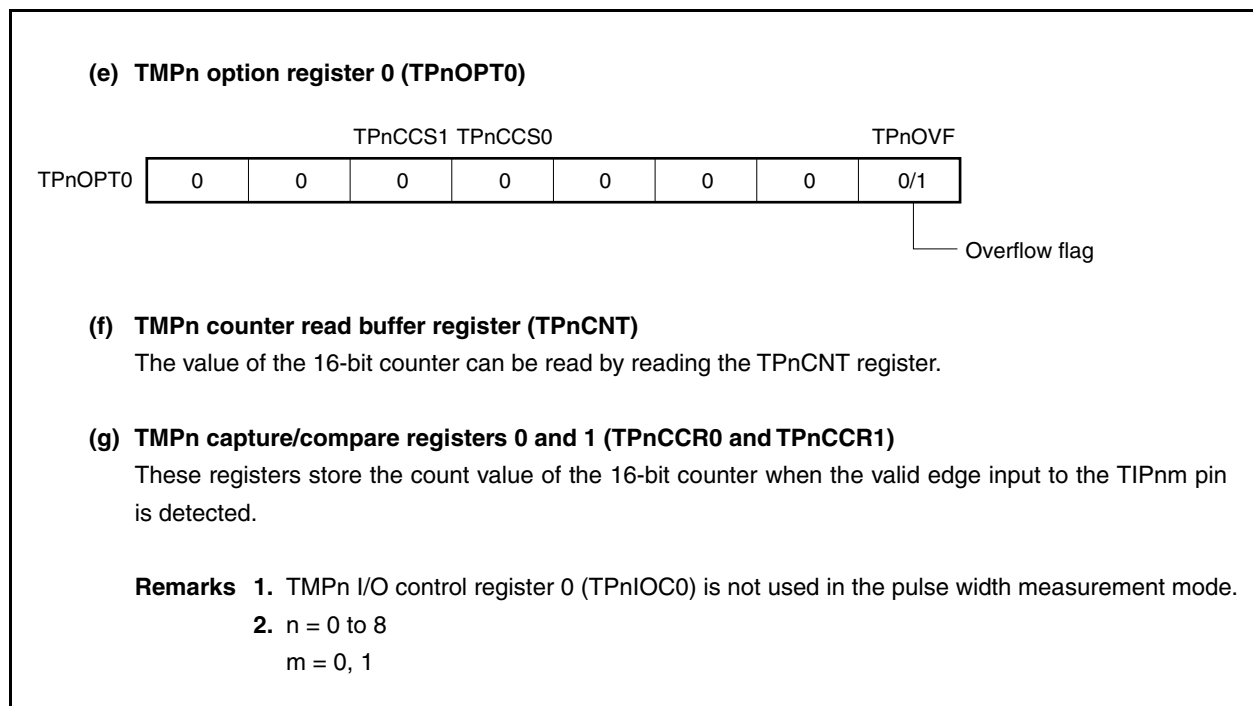 (e) TMPn option register 0 (TPnOPT0)
TPnCCS1 TPnCCS0 TPnOVF
TPnOPT0 0 0 0 0 0 0 0 0/1
Overflow flag
(f) TMPn counter read buffer register (TPnCNT)
The value of the 16-bit counter can be read by reading the TPnCNT register.
(g) TMPn capture/compare registers 0 and 1 (TPnCCR0 and TPnCCR1)
These registers store the count value of the 16-bit counter when the valid edge input to the TIPnm pin
is detected.
Remarks 1. TMPn I/O control register 0 (TPnIOC0) is not used in the pulse width measurement mode.
2. n = 0 to 8
m = 0, 1